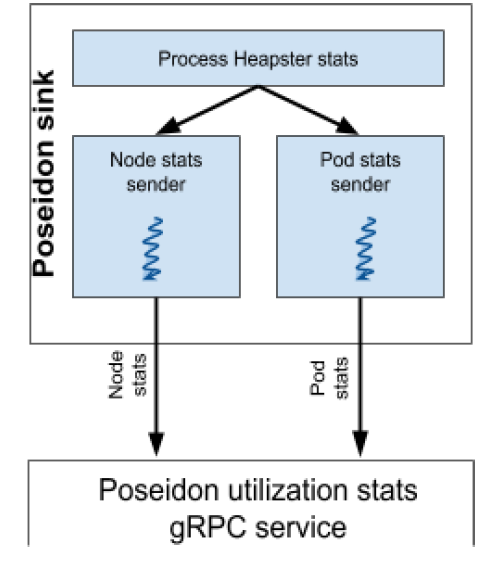 Poseidon sink
Process Heapster stats
Node stats
sender
Pod stats
sender
Node
stats
Pod
stats
Poseidon utilization stats
gRPC service